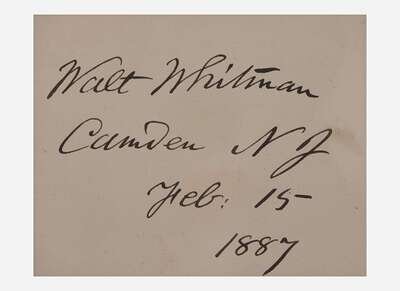 Walt Whitman
Camden N J
Feb: 15
1887